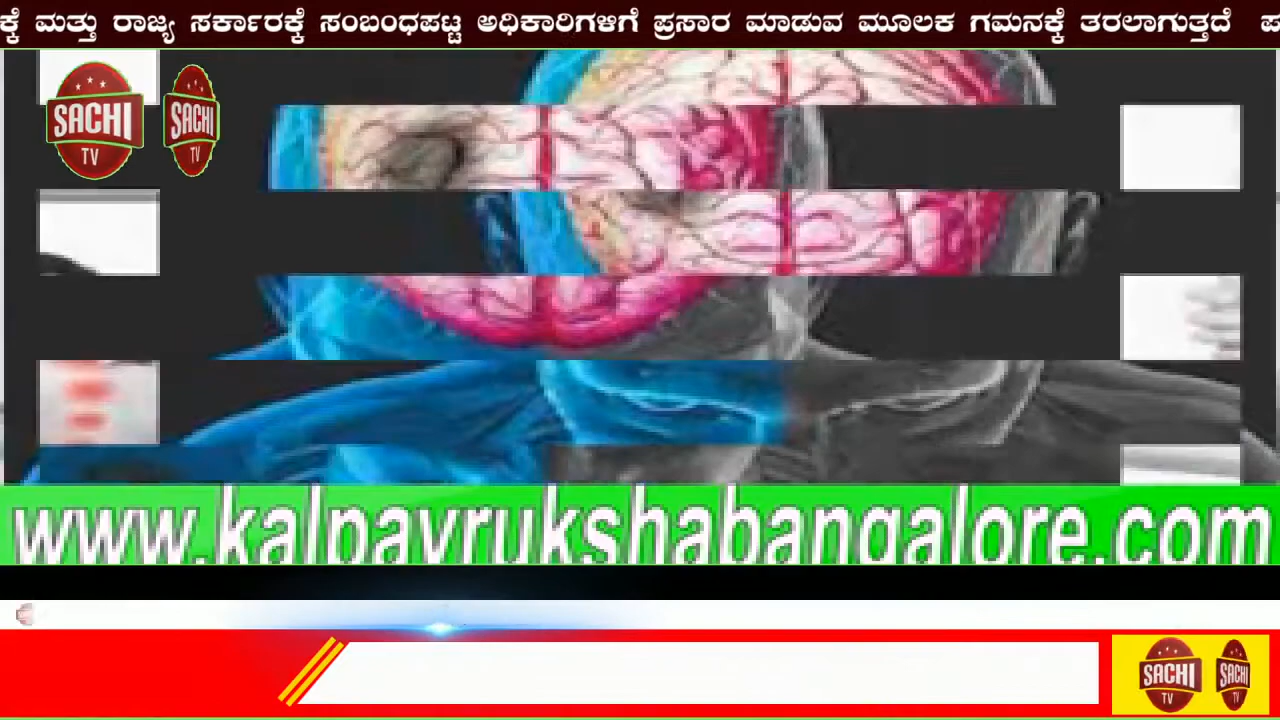 ಕ್ಕೆ ಮತ್ತು ರಾಜ್ಯ ಸರ್ಕಾರಕ್ಕೆ ಸಂಬಂಧಪಟ್ಟ ಅಧಿಕಾರಿಗಳಿಗೆ ಪ್ರಸಾರ ಮಾಡುವ ಮೂಲಕ ಗಮನಕ್ಕೆ ತರಲಾಗುತ್ತದೆ
SACHI TV SACHI TV
www.kalpavrukshabangalore.com
SACHI TV SACHI TV